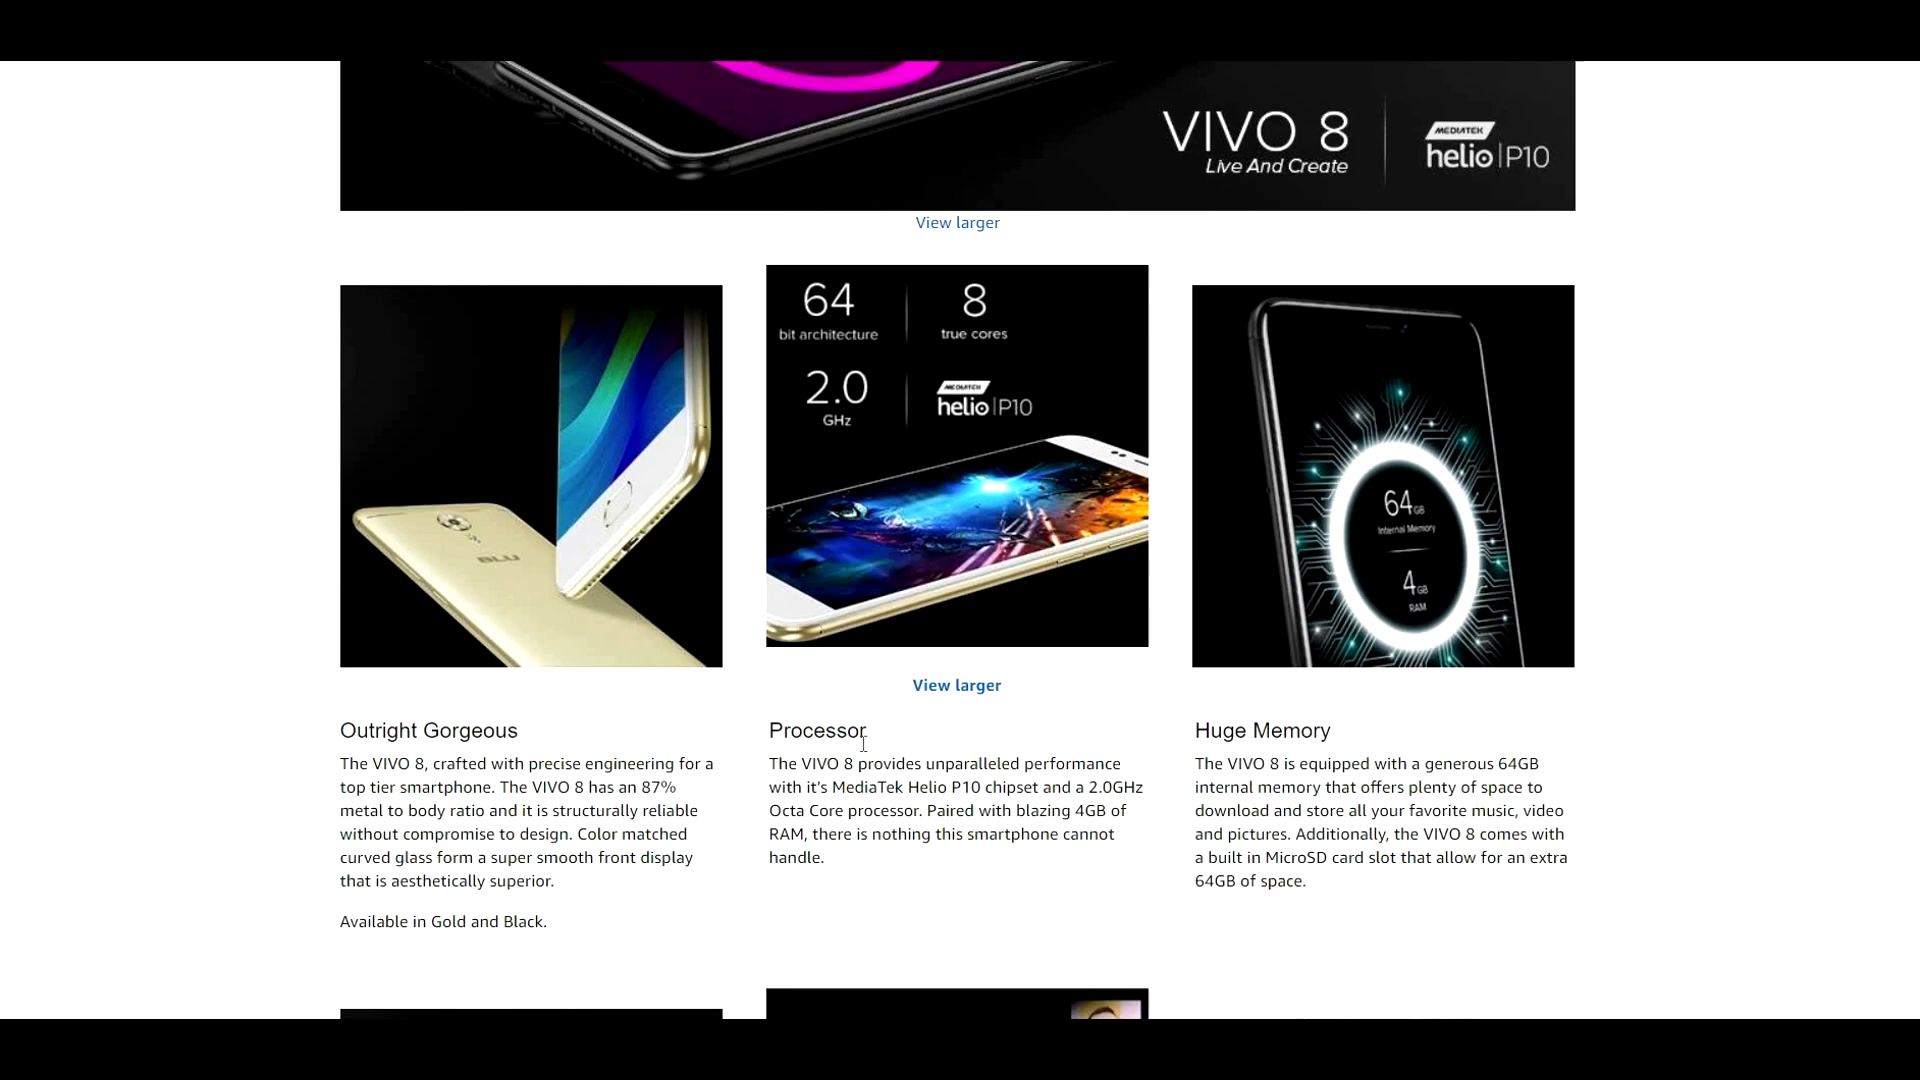 VIVO 8
Live And Create
MEDIATEK
helio P10
View larger
64
bit architecture
8
true cores
2.0
GHz
MEDIATEK
helio P10
BLU
64GB
Internal Memory
4GB
RAM
View larger
Outright Gorgeous
The VIVO 8, crafted with precise engineering for a
top tier smartphone. The VIVO 8 has an 87%
metal to body ratio and it is structurally reliable
without compromise to design. Color matched
curved glass form a super smooth front display
that is aesthetically superior.
Available in Gold and Black.
Processor
The VIVO 8 provides unparalleled performance
with it's MediaTek Helio P10 chipset and a 2.0GHz
Octa Core processor. Paired with blazing 4GB of
RAM, there is nothing this smartphone cannot
handle.
Huge Memory
The VIVO 8 is equipped with a generous 64GB
internal memory that offers plenty of space to
download and store all your favorite music, video
and pictures. Additionally, the VIVO 8 comes with
a built in MicroSD card slot that allow for an extra
64GB of space.